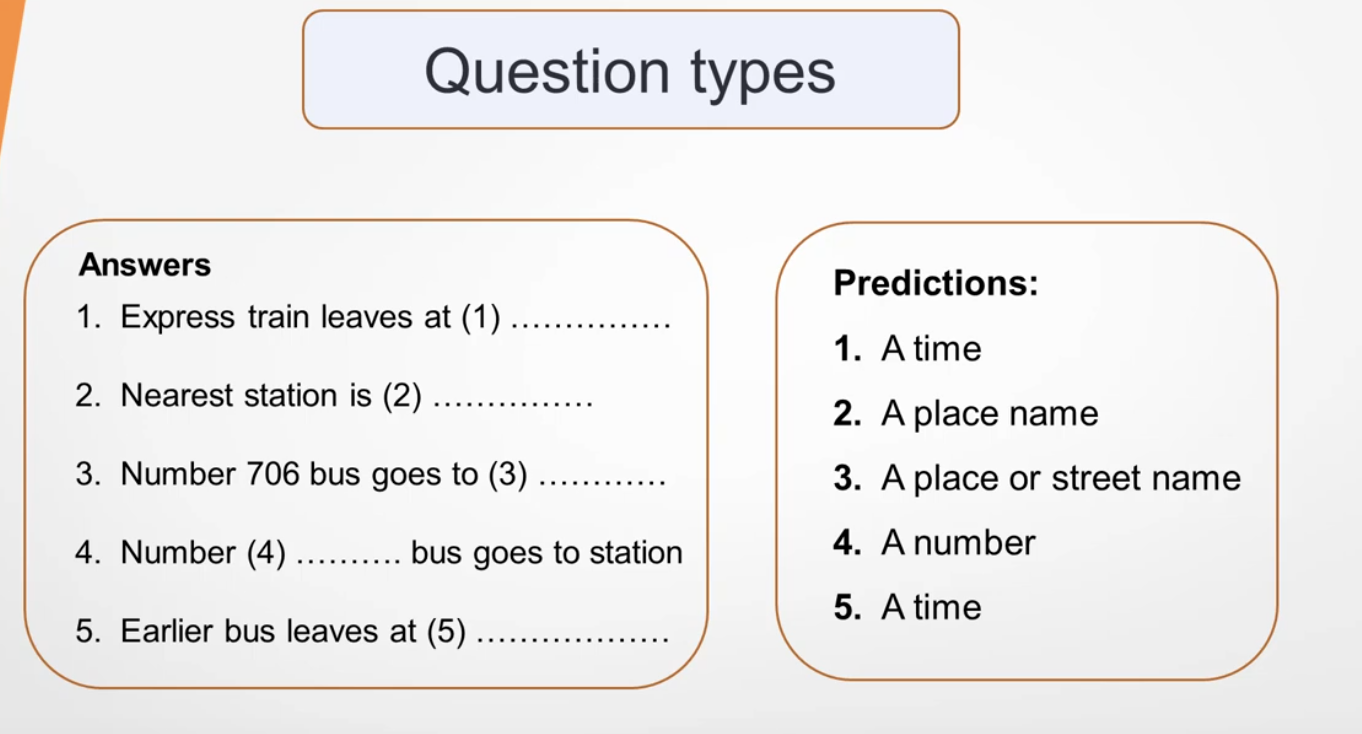 Question types
Answers
1. Express train leaves at (1) ...............
2. Nearest station is (2) ...............
3. Number 706 bus goes to (3) ............
4. Number (4) .......... bus goes to station
5. Earlier bus leaves at (5) ..................
Predictions:
1. A time
2. A place name
3. A place or street name
4. A number
5. A time